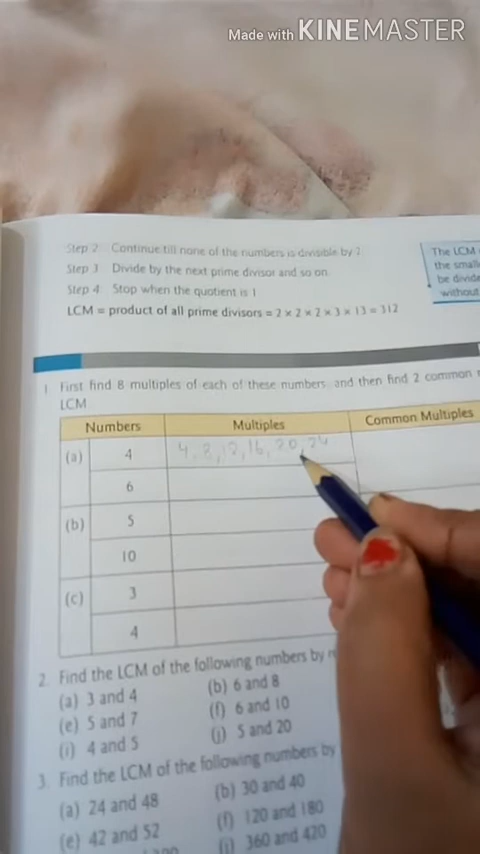 Made with KINEMASTER
Step 2 Continue till none of the numbers is divisible by 2
Step 3 Divide by the next prime divisor and so on.
Step 4 Stop when the quotient is 1
LCM = product of all prime divisors = 2 × 2 × 2 × 3 × 13 = 312
The LCM
the small
be divide
without
1. First find 8 multiples of each of these numbers and then find 2 common
LCM
Numbers Multiples Common Multiples
(a) 4 4, 8, 12, 16, 20, 24
6
(b) 5
10
(c) 3
4
2. Find the LCM of the following numbers by
(a) 3 and 4 (b) 6 and 8
(e) 5 and 7 (f) 6 and 10
(i) 4 and 5 (j) 5 and 20
3. Find the LCM of the following numbers by
(a) 24 and 48 (b) 30 and 40
(e) 42 and 52 (f) 120 and 180
(j) 360 and 420